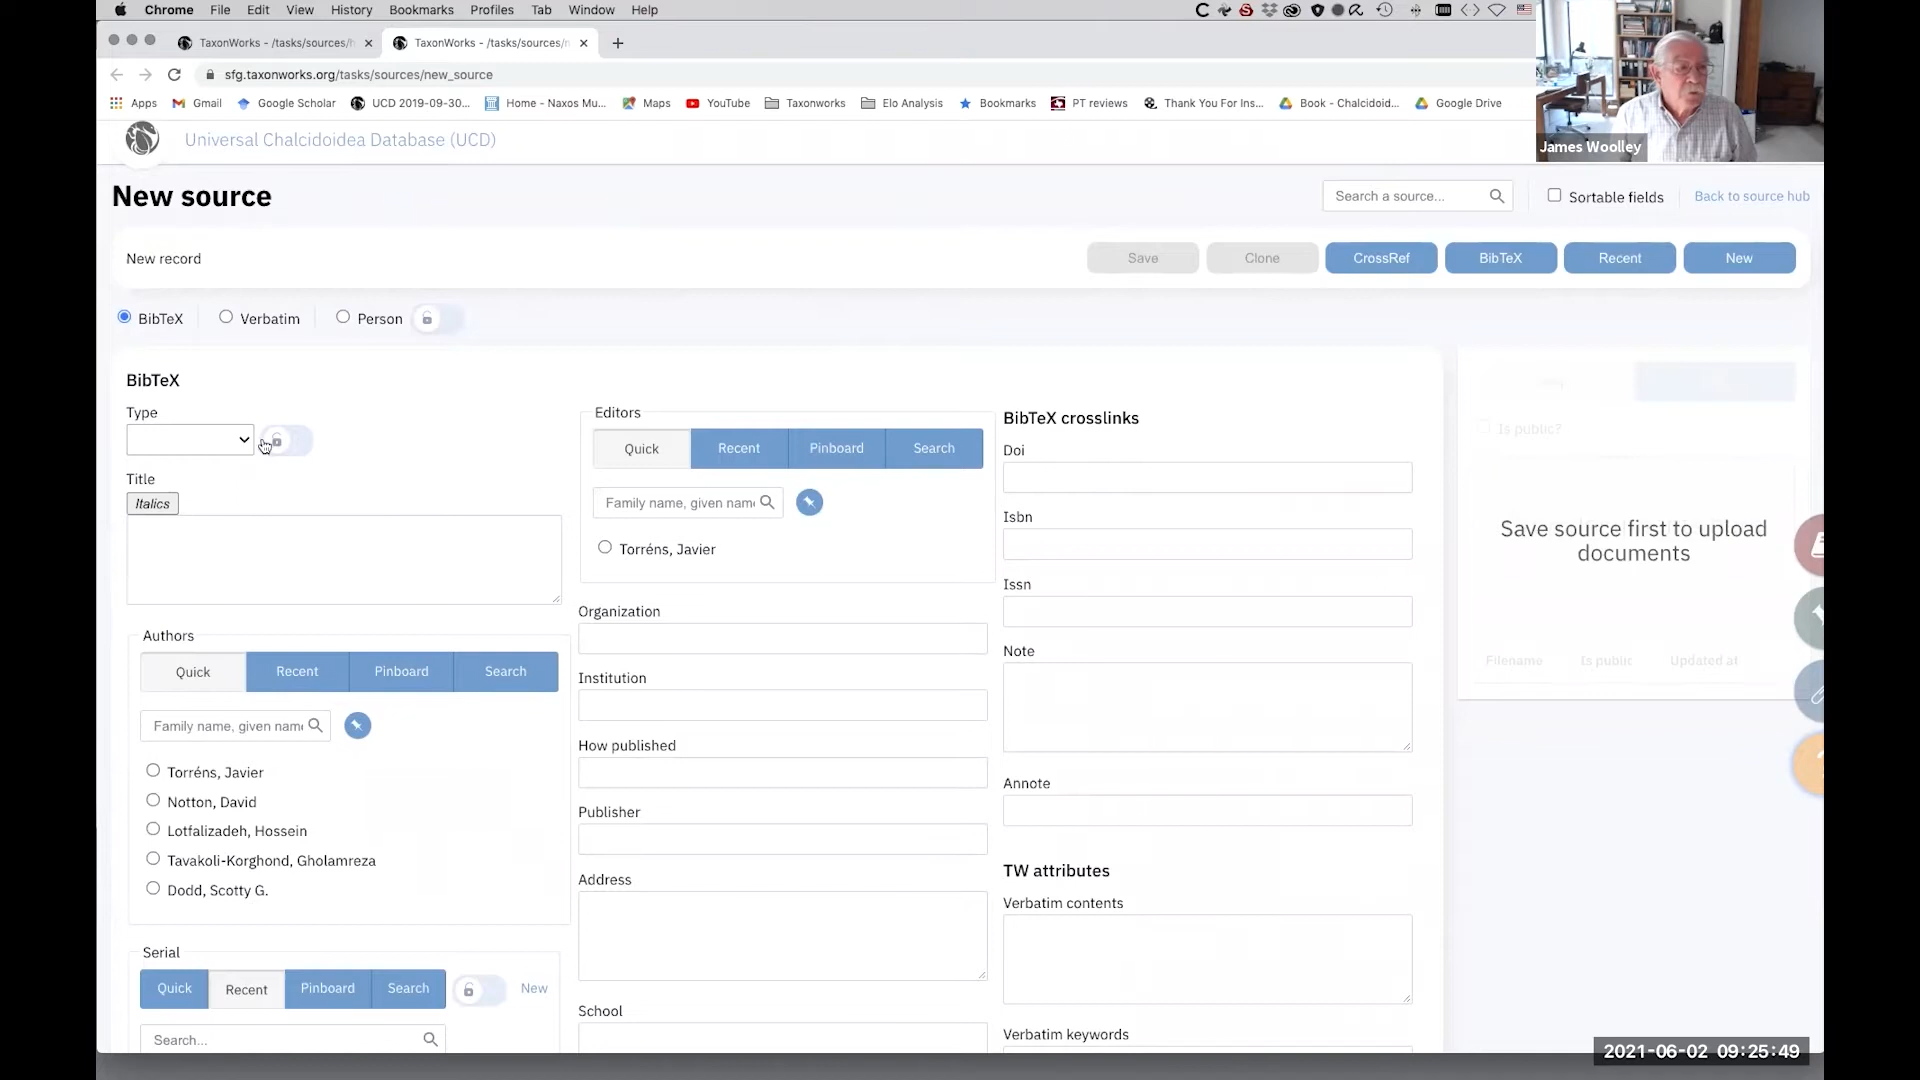 Chrome File Edit View History Bookmarks Profiles Tab Window Help
TaxonWorks - /tasks/sources/h
TaxonWorks - /tasks/sources/n
sfg.taxonworks.org/tasks/sources/new_source
Apps Gmail Google Scholar UCD 2019-09-30... Home - Naxos Mu... Maps YouTube Taxonworks Elo Analysis Bookmarks PT reviews Thank You For Ins... Book - Chalcidoid... Google Drive
James Woolley
Universal Chalcidoidea Database (UCD)
New source
Search a source...
Sortable fields
Back to source hub
New record
Save Clone CrossRef BibTeX Recent New
BibTeX Verbatim Person
BibTeX
Type
Title
Italics
Authors
Quick Recent Pinboard Search
Family name, given name
Torréns, Javier
Notton, David
Lotfalizadeh, Hossein
Tavakoli-Korghond, Gholamreza
Dodd, Scotty G.
Serial
Quick Recent Pinboard Search New
Search...
Editors
Quick Recent Pinboard Search
Family name, given name
Torréns, Javier
Organization
Institution
How published
Publisher
Address
School
BibTeX crosslinks
Doi
Isbn
Issn
Note
Annote
TW attributes
Verbatim contents
Verbatim keywords
Is public?
Save source first to upload
documents
Filename Is public Updated at
2021-06-02 09:25:49